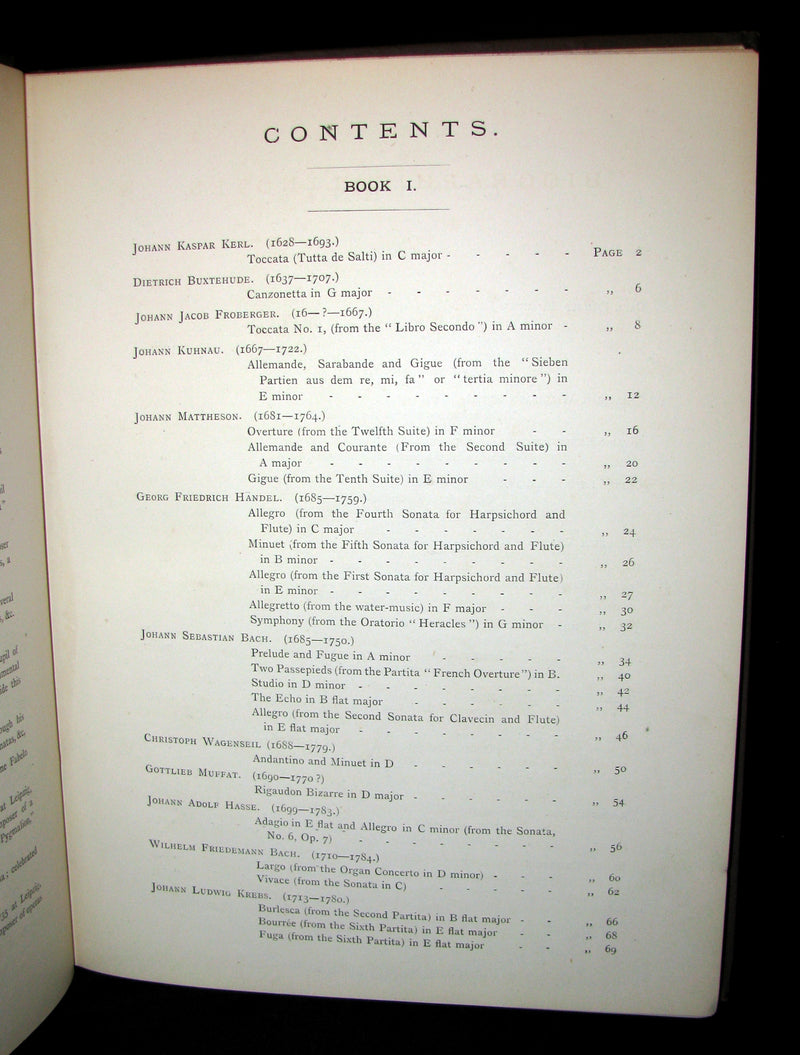 CONTENTS.
BOOK I.
JOHANN KASPAR KERL. (1628—1693.)
Toccata (Tutta de Salti) in C major - - - - - PAGE 2
DIETRICH BUXTEHUDE. (1637—1707.)
Canzonetta in G major - - - - - - - „ 6
JOHANN JACOB FROBERGER. (16—?—1667.)
Toccata No. 1, (from the “ Libro Secondo ”) in A minor - „ 8
JOHANN KUHNAU. (1667—1722.)
Allemande, Sarabande and Gigue (from the “ Sieben
Partien aus dem re, mi, fa ” or “ tertia minore ”) in
E minor - - - - - - - - - „ 12
JOHANN MATTHESON. (1681—1764.)
Overture (from the Twelfth Suite) in F minor - - „ 16
Allemande and Courante (From the Second Suite) in
A major - - - - - - - - - „ 20
Gigue (from the Tenth Suite) in E minor - - - „ 22
GEORG FRIEDRICH HÄNDEL. (1685—1759.)
Allegro (from the Fourth Sonata for Harpsichord and
Flute) in C major - - - - - - - „ 24
Minuet (from the Fifth Sonata for Harpsichord and Flute)
in B minor - - - - - - - - - „ 26
Allegro (from the First Sonata for Harpsichord and Flute)
in E minor - - - - - - - - - „ 27
Allegretto (from the water-music) in F major - - - „ 30
Symphony (from the Oratorio “ Heracles ”) in G minor - „ 32
JOHANN SEBASTIAN BACH. (1685—1750.)
Prelude and Fugue in A minor - - - - - „ 34
Two Passepieds (from the Partita “ French Overture ”) in B. „ 40
Studio in D minor - - - - - - - - „ 42
The Echo in B flat major - - - - - - „ 44
Allegro (from the Second Sonata for Clavecin and Flute)
in E flat major - - - - - - - - „ 46
CHRISTOPH WAGENSEIL (1688—1779.)
Andantino and Minuet in D - - - - - - „ 50
GOTTLIEB MUFFAT. (1690—1770 ?)
Rigaudon Bizarre in D major - - - - - - „ 54
JOHANN ADOLF HASSE. (1699—1783.)
Adagio in E flat and Allegro in C minor (from the Sonata,
No. 6, Op. 7) - - - - - - - - „ 56
WILHELM FRIEDEMANN BACH. (1710—1784.)
Largo (from the Organ Concerto in D minor) - - - „ 60
Vivace (from the Sonata in C) - - - - - „ 62
JOHANN LUDWIG KREBS. (1713—1780.)
Burlesca (from the Second Partita) in B flat major - - „ 66
Bourrée (from the Sixth Partita) in E flat major - - „ 68
Fuga (from the Sixth Partita) in E flat major - - „ 69